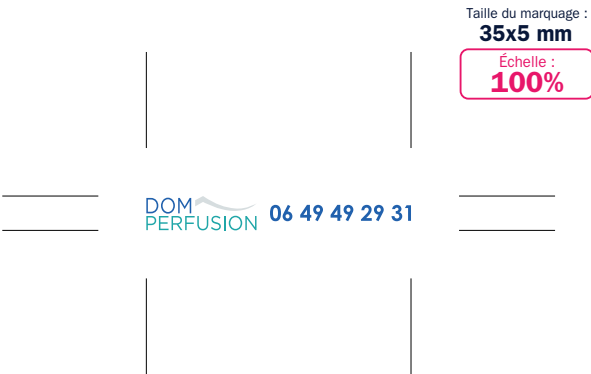 Taille du marquage :
35x5 mm
Échelle :
100%
DOM
PERFUSION
06 49 49 29 31